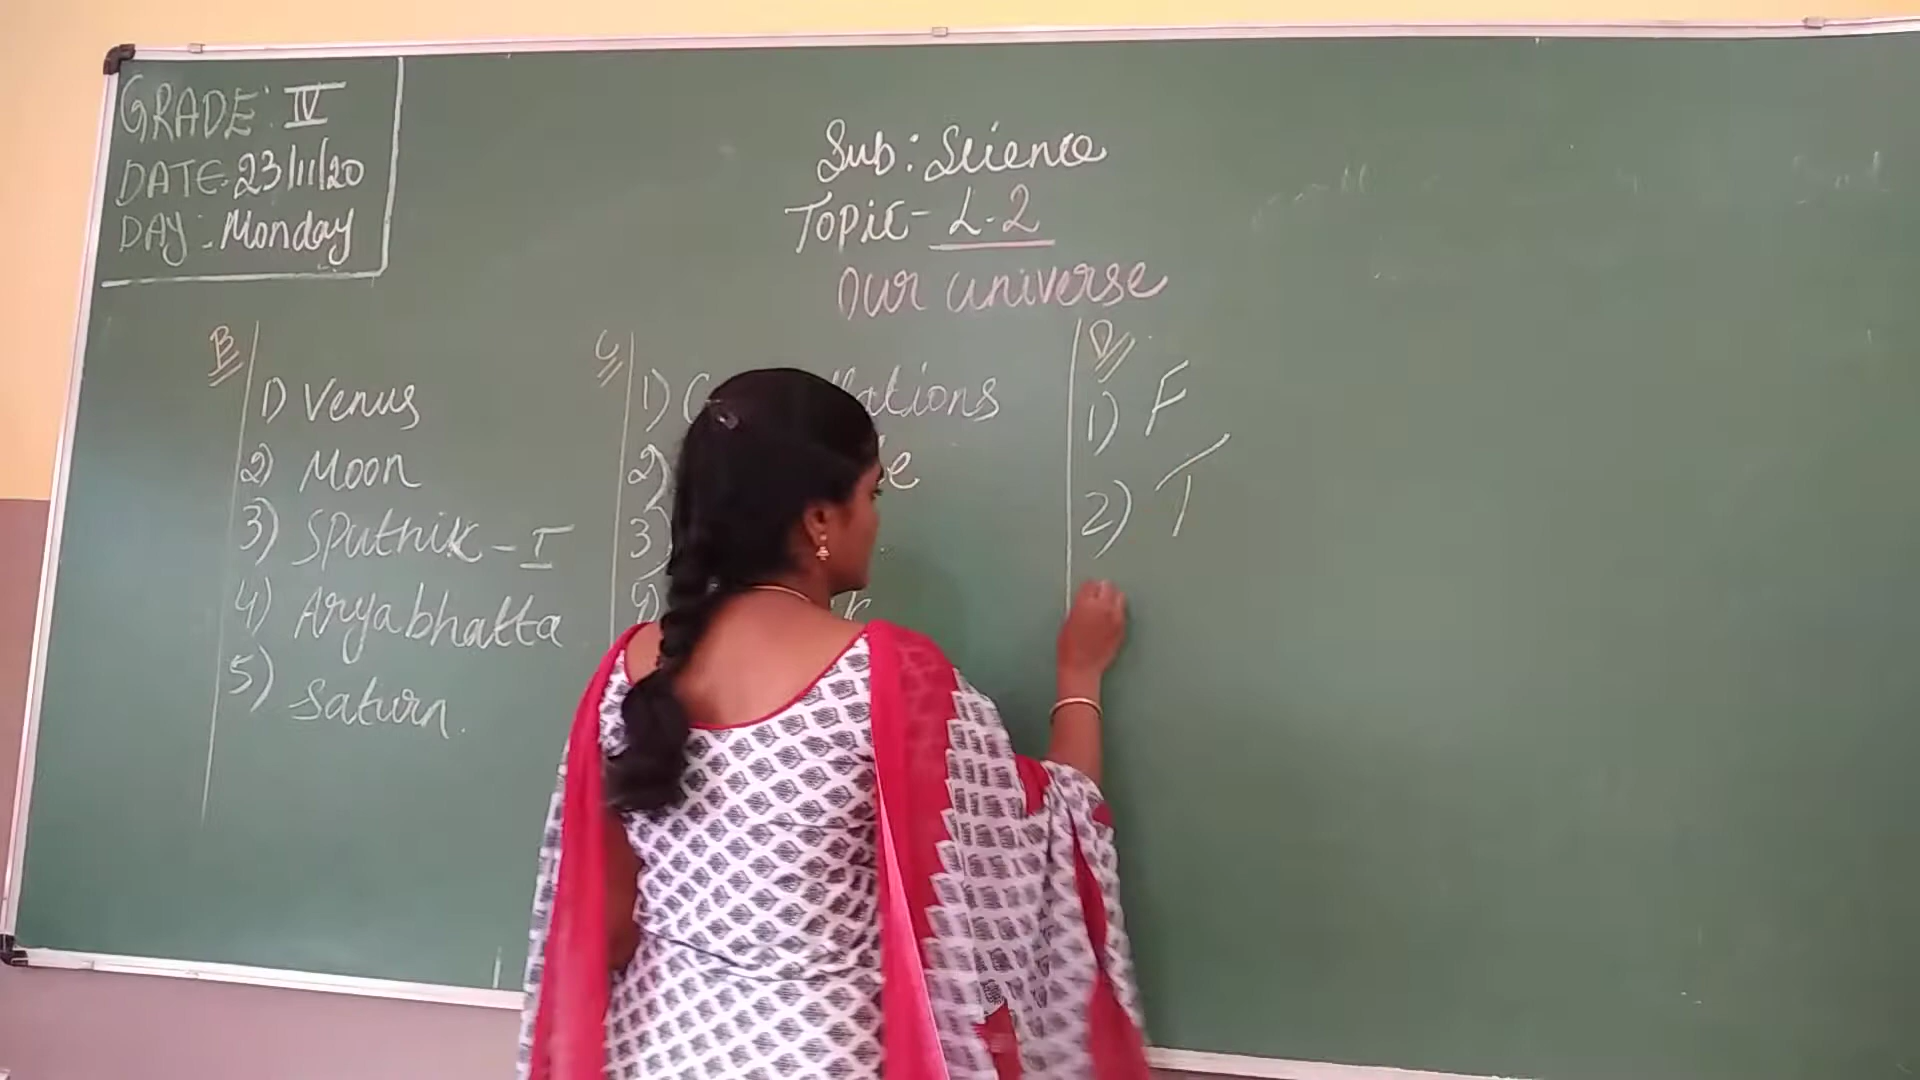 GRADE: IV
DATE: 23/11/20
DAY: Monday
Sub: Science
Topic - L-2
Our universe
B
1) Venus
2) Moon
3) Sputnik - I
4) Aryabhatta
5) Saturn.
C
1)
2)
3)
4)
D
1) F
2) T